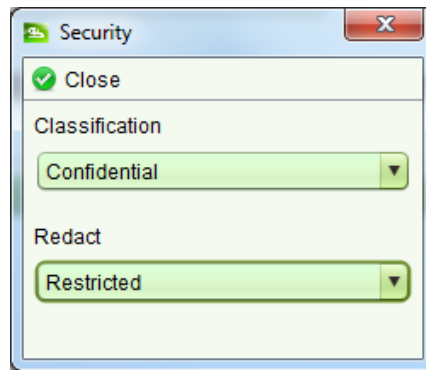 Security
Close
Classification
Confidential
Redact
Restricted